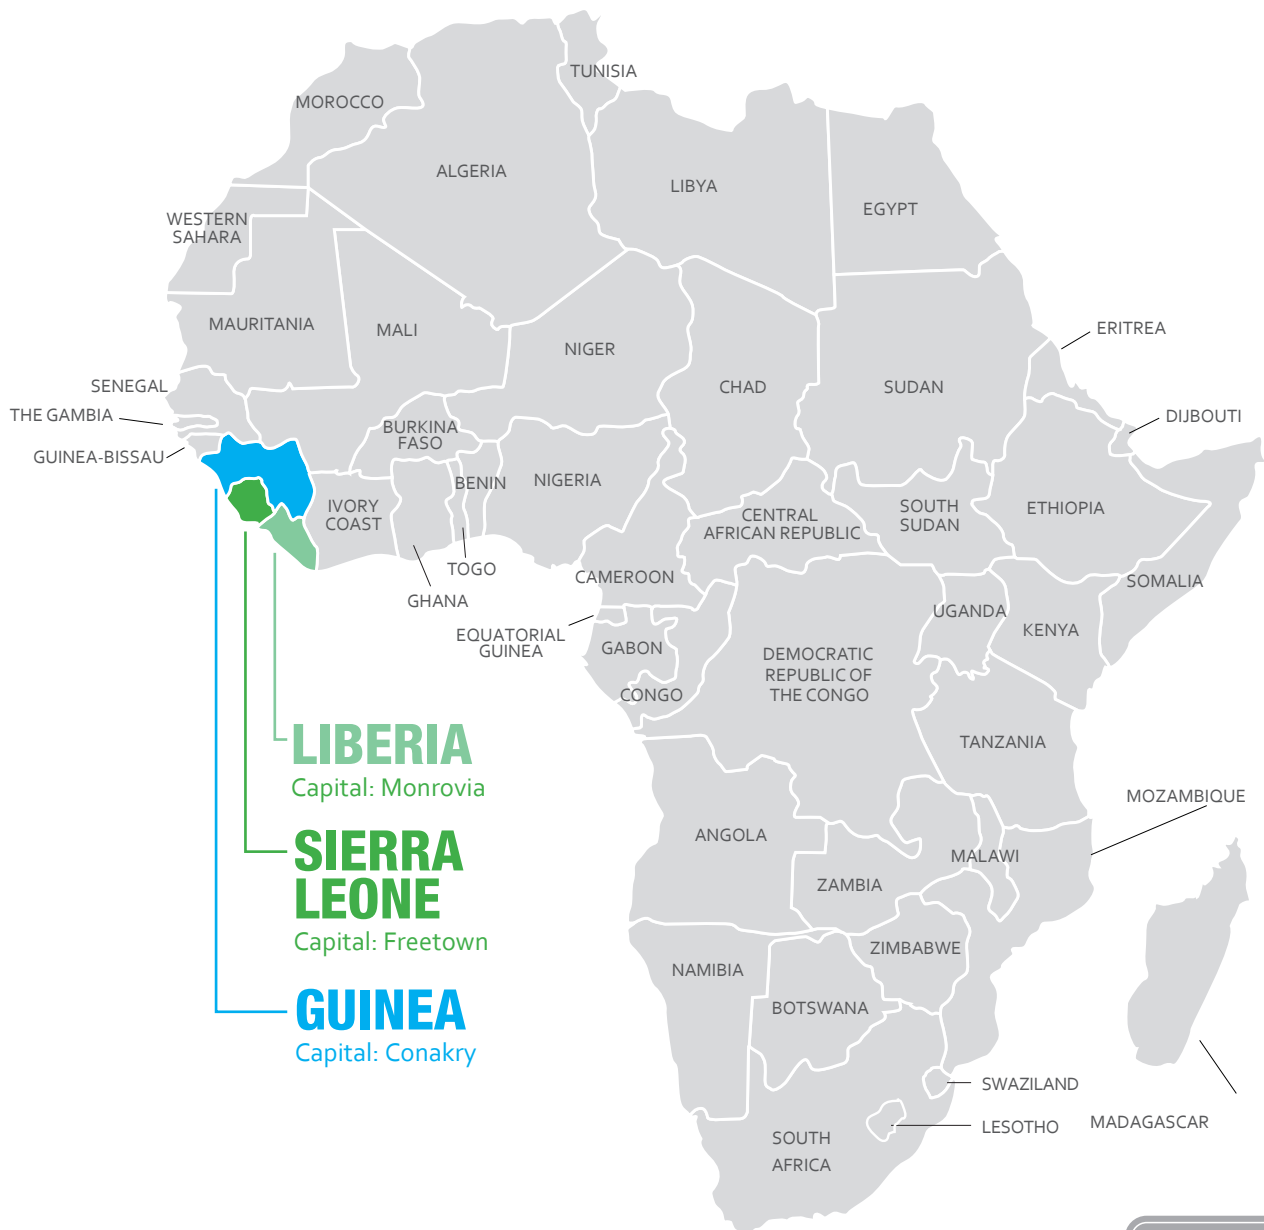 TUNISIA
MOROCCO
ALGERIA
LIBYA
EGYPT
WESTERN
SAHARA
MAURITANIA
MALI
NIGER
CHAD
SUDAN
ERITREA
SENEGAL
THE GAMBIA
GUINEA-BISSAU
BURKINA
FASO
DIJBOUTI
BENIN
NIGERIA
IVORY
COAST
CENTRAL
AFRICAN REPUBLIC
SOUTH
SUDAN
ETHIOPIA
TOGO
GHANA
CAMEROON
SOMALIA
EQUATORIAL
GUINEA
GABON
CONGO
DEMOCRATIC
REPUBLIC OF
THE CONGO
UGANDA
KENYA
TANZANIA
LIBERIA
Capital: Monrovia
SIERRA
LEONE
Capital: Freetown
GUINEA
Capital: Conakry
ANGOLA
ZAMBIA
MALAWI
MOZAMBIQUE
ZIMBABWE
NAMIBIA
BOTSWANA
SWAZILAND
LESOTHO
MADAGASCAR
SOUTH
AFRICA